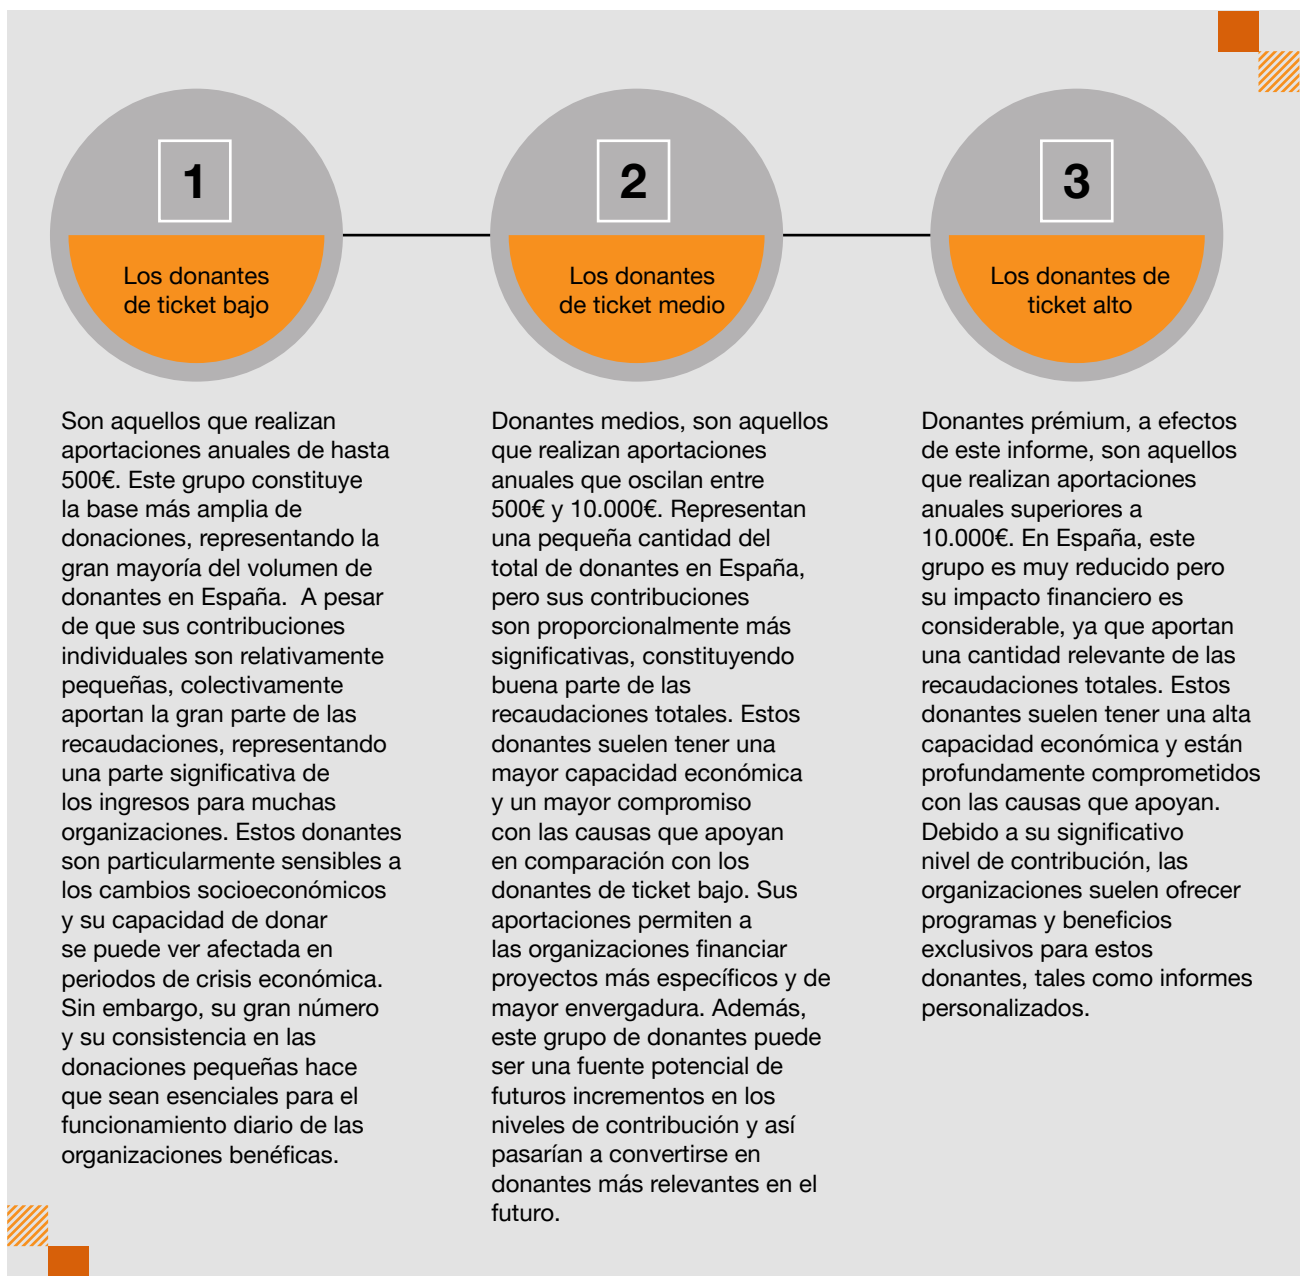 1
Los donantes
de ticket bajo
Son aquellos que realizan
aportaciones anuales de hasta
500€. Este grupo constituye
la base más amplia de
donaciones, representando la
gran mayoría del volumen de
donantes en España.  A pesar
de que sus contribuciones
individuales son relativamente
pequeñas, colectivamente
aportan la gran parte de las
recaudaciones, representando
una parte significativa de
los ingresos para muchas
organizaciones. Estos donantes
son particularmente sensibles a
los cambios socioeconómicos
y su capacidad de donar
se puede ver afectada en
periodos de crisis económica.
Sin embargo, su gran número
y su consistencia en las
donaciones pequeñas hace
que sean esenciales para el
funcionamiento diario de las
organizaciones benéficas.
2
Los donantes
de ticket medio
Donantes medios, son aquellos
que realizan aportaciones
anuales que oscilan entre
500€ y 10.000€. Representan
una pequeña cantidad del
total de donantes en España,
pero sus contribuciones
son proporcionalmente más
significativas, constituyendo
buena parte de las
recaudaciones totales. Estos
donantes suelen tener una
mayor capacidad económica
y un mayor compromiso
con las causas que apoyan
en comparación con los
donantes de ticket bajo. Sus
aportaciones permiten a
las organizaciones financiar
proyectos más específicos y de
mayor envergadura. Además,
este grupo de donantes puede
ser una fuente potencial de
futuros incrementos en los
niveles de contribución y así
pasarían a convertirse en
donantes más relevantes en el
futuro.
3
Los donantes de
ticket alto
Donantes prémium, a efectos
de este informe, son aquellos
que realizan aportaciones
anuales superiores a
10.000€. En España, este
grupo es muy reducido pero
su impacto financiero es
considerable, ya que aportan
una cantidad relevante de las
recaudaciones totales. Estos
donantes suelen tener una alta
capacidad económica y están
profundamente comprometidos
con las causas que apoyan.
Debido a su significativo
nivel de contribución, las
organizaciones suelen ofrecer
programas y beneficios
exclusivos para estos
donantes, tales como informes
personalizados.